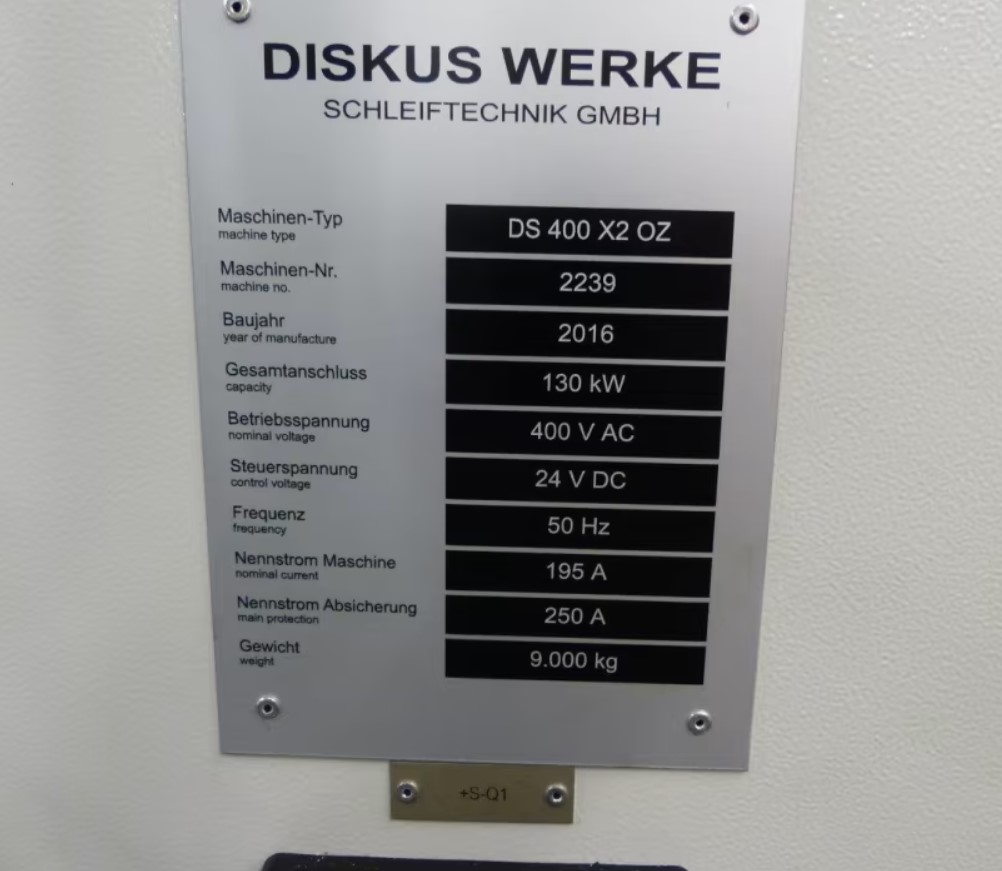 DISKUS WERKE
SCHLEIFTECHNIK GMBH
Maschinen-Typ
machine type
DS 400 X2 OZ
Maschinen-Nr.
machine no.
2239
Baujahr
year of manufacture
2016
Gesamtanschluss
capacity
130 kW
Betriebsspannung
nominal voltage
400 V AC
Steuerspannung
control voltage
24 V DC
Frequenz
frequency
50 Hz
Nennstrom Maschine
nominal current
195 A
Nennstrom Absicherung
main protection
250 A
Gewicht
weight
9.000 kg
+S-Q1